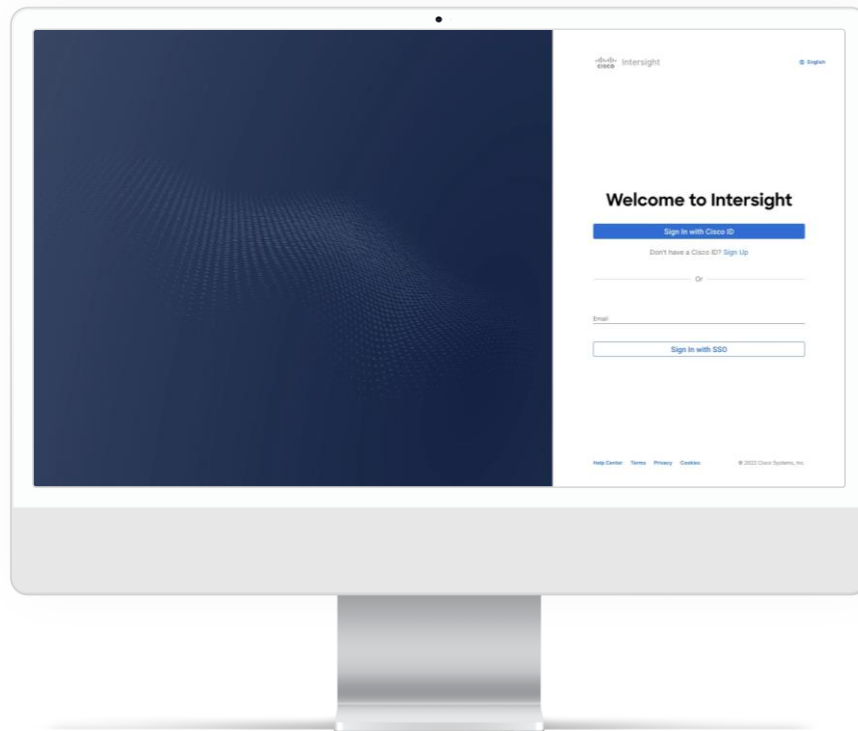 CISCO Intersight
English
Welcome to Intersight
Sign In with Cisco ID
Don't have a Cisco ID? Sign Up
Or
Email
Sign In with SSO
Help Center Terms Privacy Cookies © 2022 Cisco Systems, Inc.